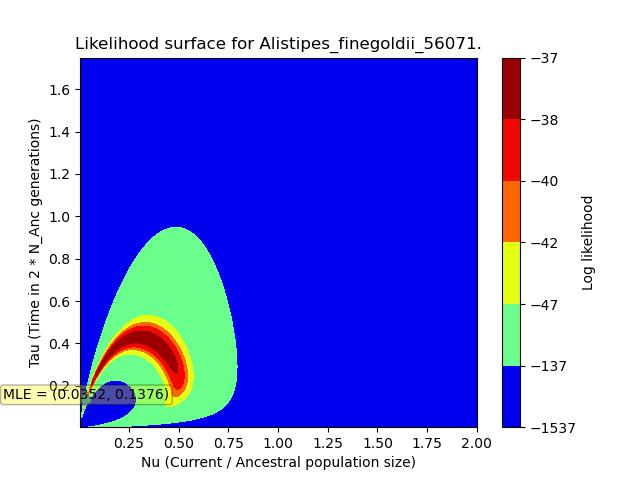 Likelihood surface for Alistipes_finegoldii_56071.
Tau (Time in 2 * N_Anc generations)
1.6
1.4
1.2
1.0
0.8
0.6
0.4
0.2
MLE = (0.0352, 0.1376)
0.25 0.50 0.75 1.00 1.25 1.50 1.75 2.00
Nu (Current / Ancestral population size)
−37
−38
−40
−42
−47
−137
−1537
Log likelihood